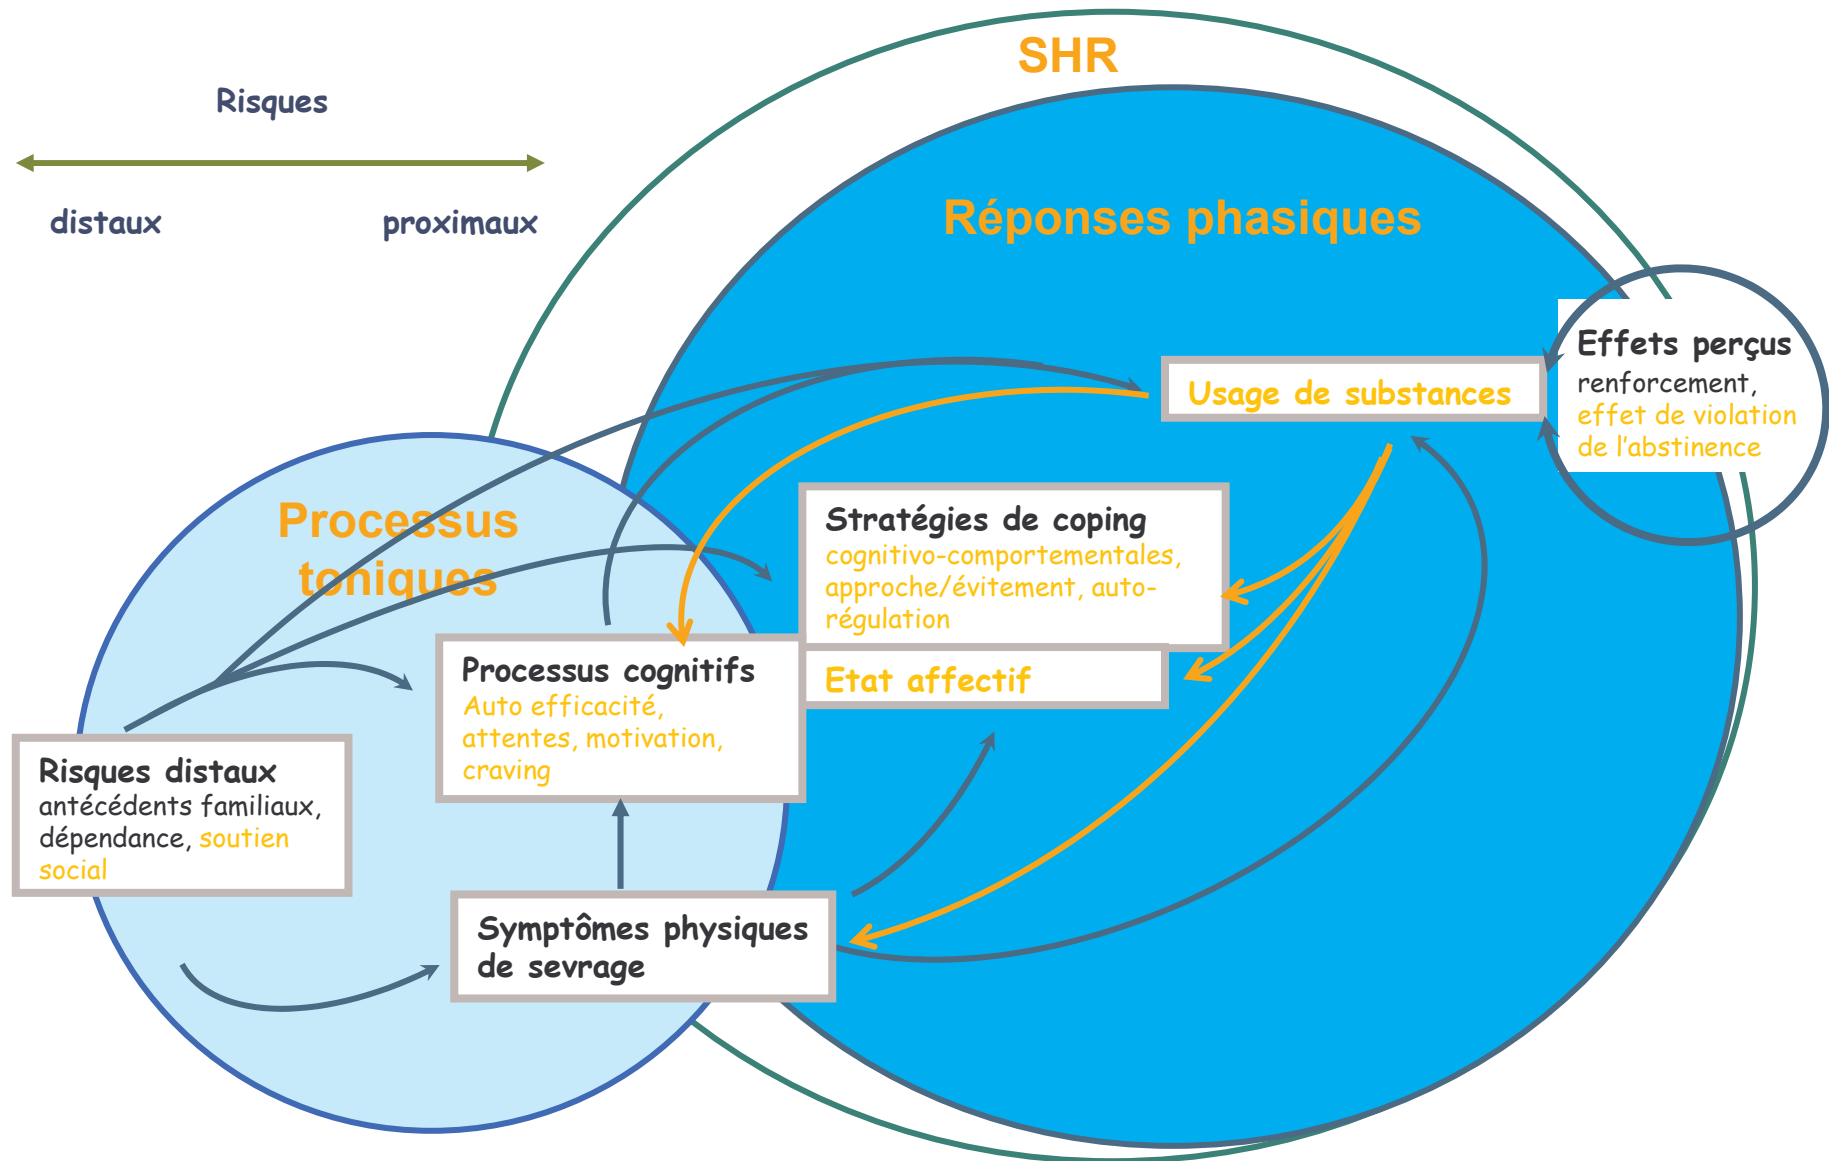 SHR
Risques
distaux
proximaux
Réponses phasiques
Effets perçus
renforcement,
effet de violation
de l'abstinence
Usage de substances
Processus
toniques
Stratégies de coping
cognitivo-comportementales,
approche/évitement, auto-
régulation
Etat affectif
Processus cognitifs
Auto efficacité,
attentes, motivation,
craving
Risques distaux
antécédents familiaux,
dépendance, soutien
social
Symptômes physiques
de sevrage